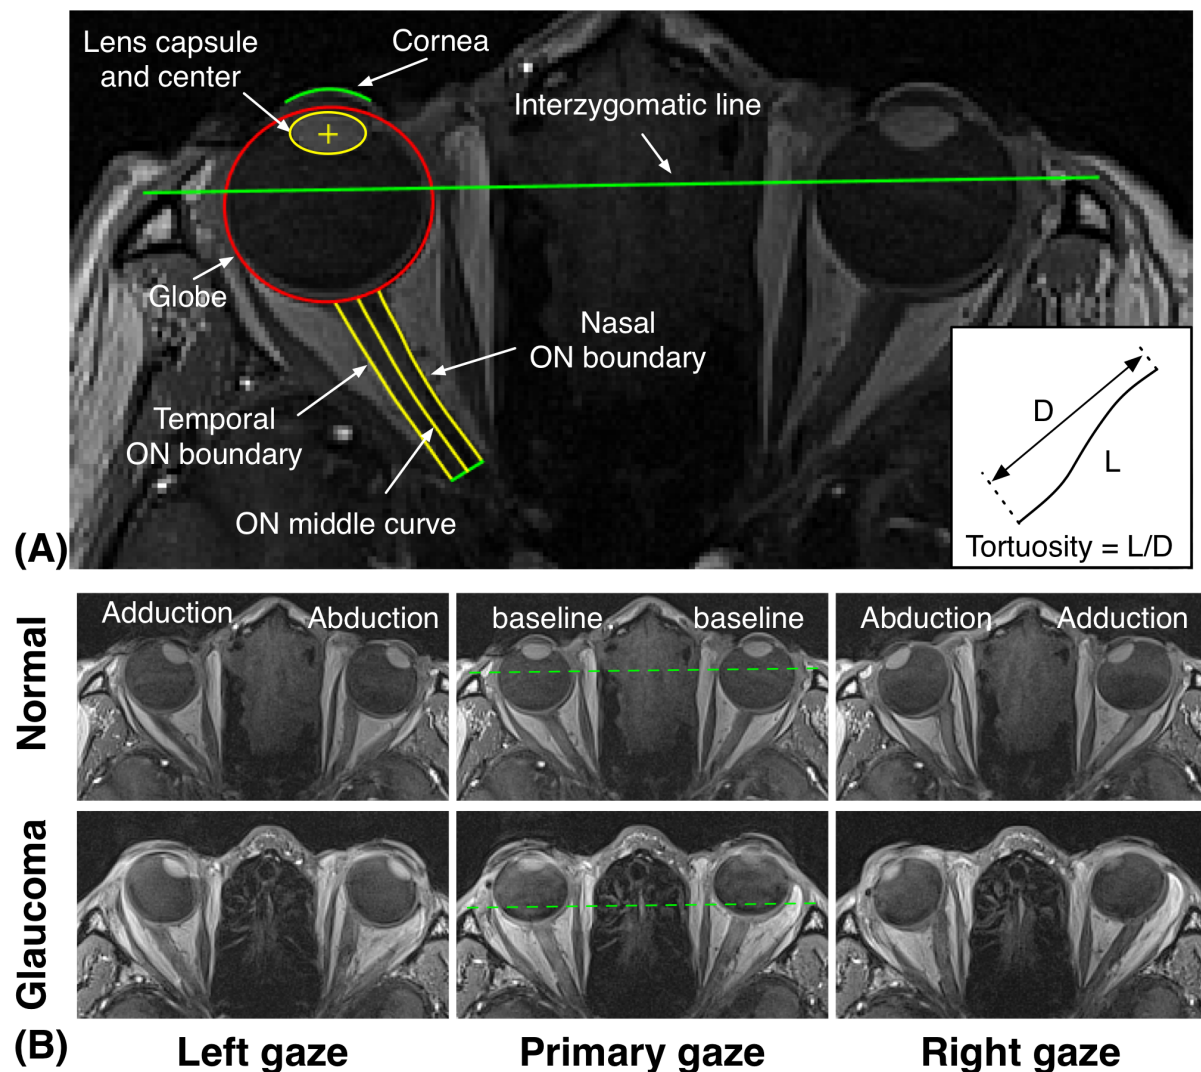 Lens capsule
and center
Cornea
Interzygomatic line
Globe
Nasal
ON boundary
Temporal
ON boundary
ON middle curve
D
L
Tortuosity = L/D
(A)
Normal
Adduction
Abduction
baseline
baseline
Abduction
Adduction
Glaucoma
(B)
Left gaze
Primary gaze
Right gaze